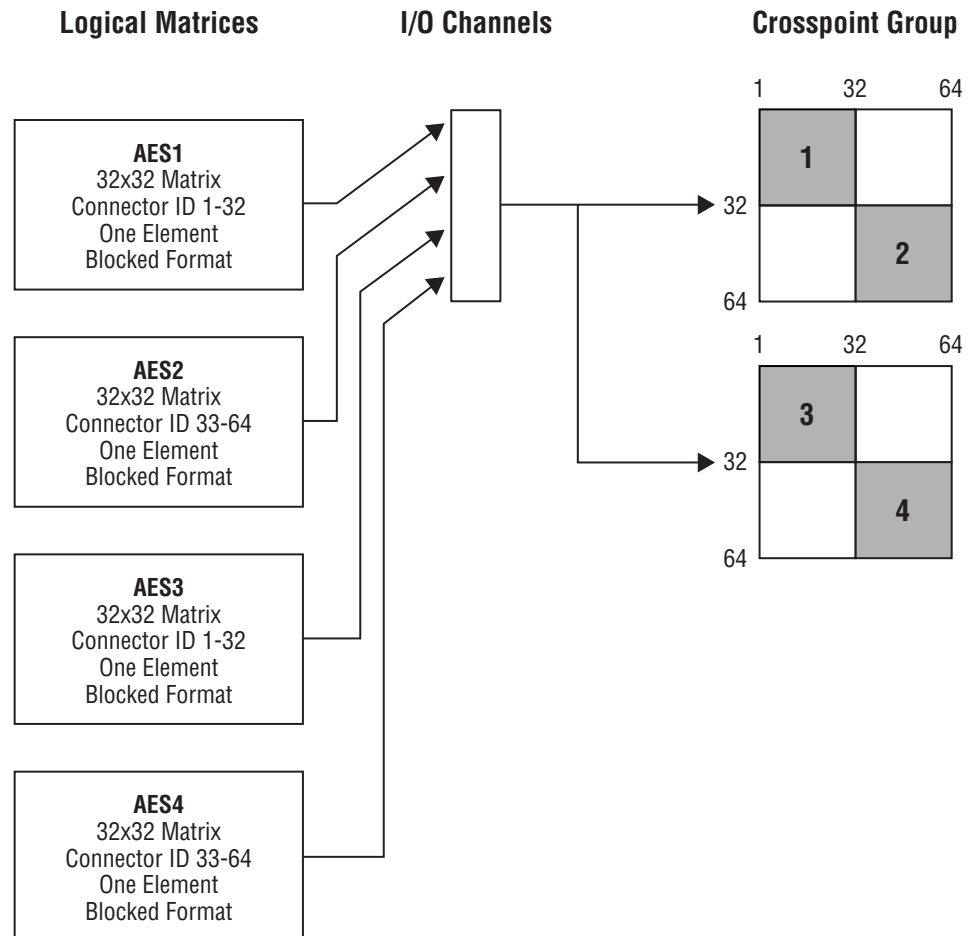 Logical Matrices
I/O Channels
Crosspoint Group
AES1
32x32 Matrix
Connector ID 1-32
One Element
Blocked Format
AES2
32x32 Matrix
Connector ID 33-64
One Element
Blocked Format
AES3
32x32 Matrix
Connector ID 1-32
One Element
Blocked Format
AES4
32x32 Matrix
Connector ID 33-64
One Element
Blocked Format
1 32 64
1
32
2
64
1 32 64
3
32
4
64